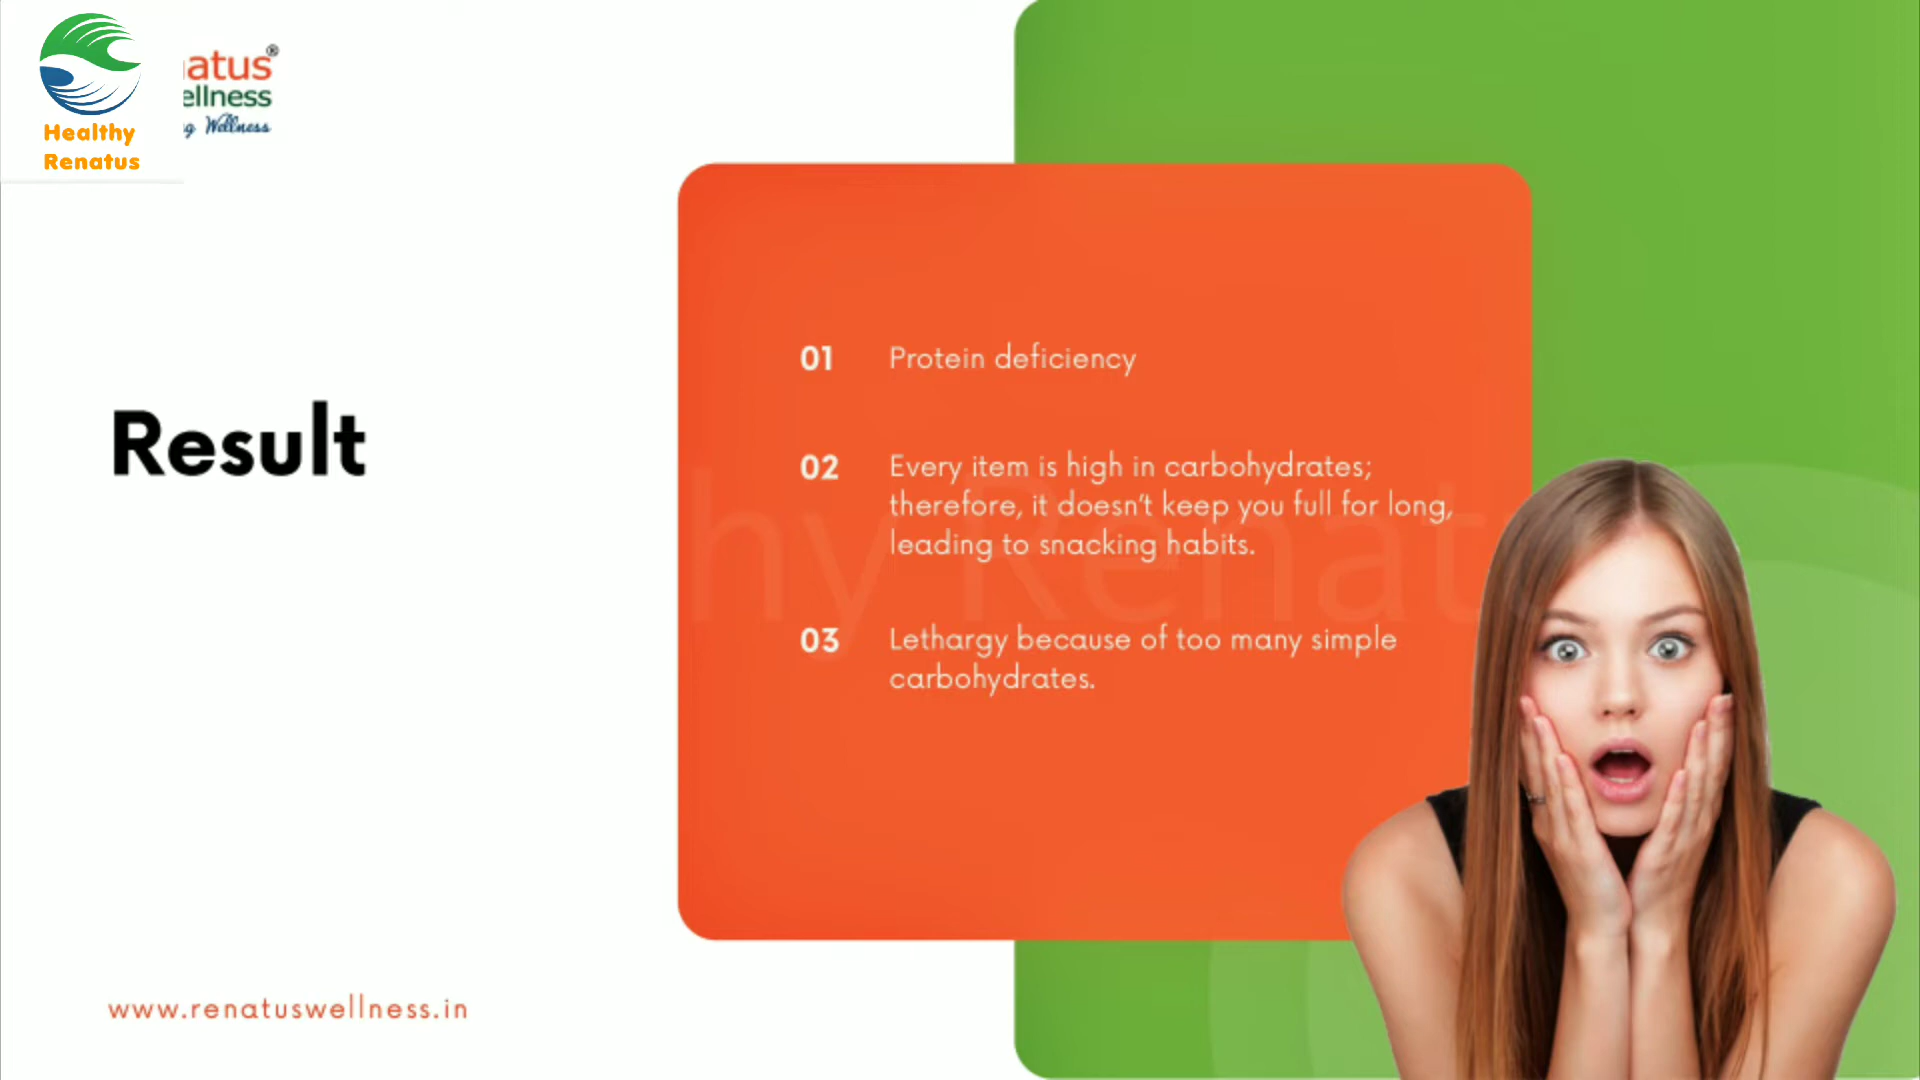 Healthy
Renatus
atus®
ellness
g Wellness
Result
01 Protein deficiency
02 Every item is high in carbohydrates;
therefore, it doesn't keep you full for long,
leading to snacking habits.
03 Lethargy because of too many simple
carbohydrates.
hy Renat
www.renatuswellness.in